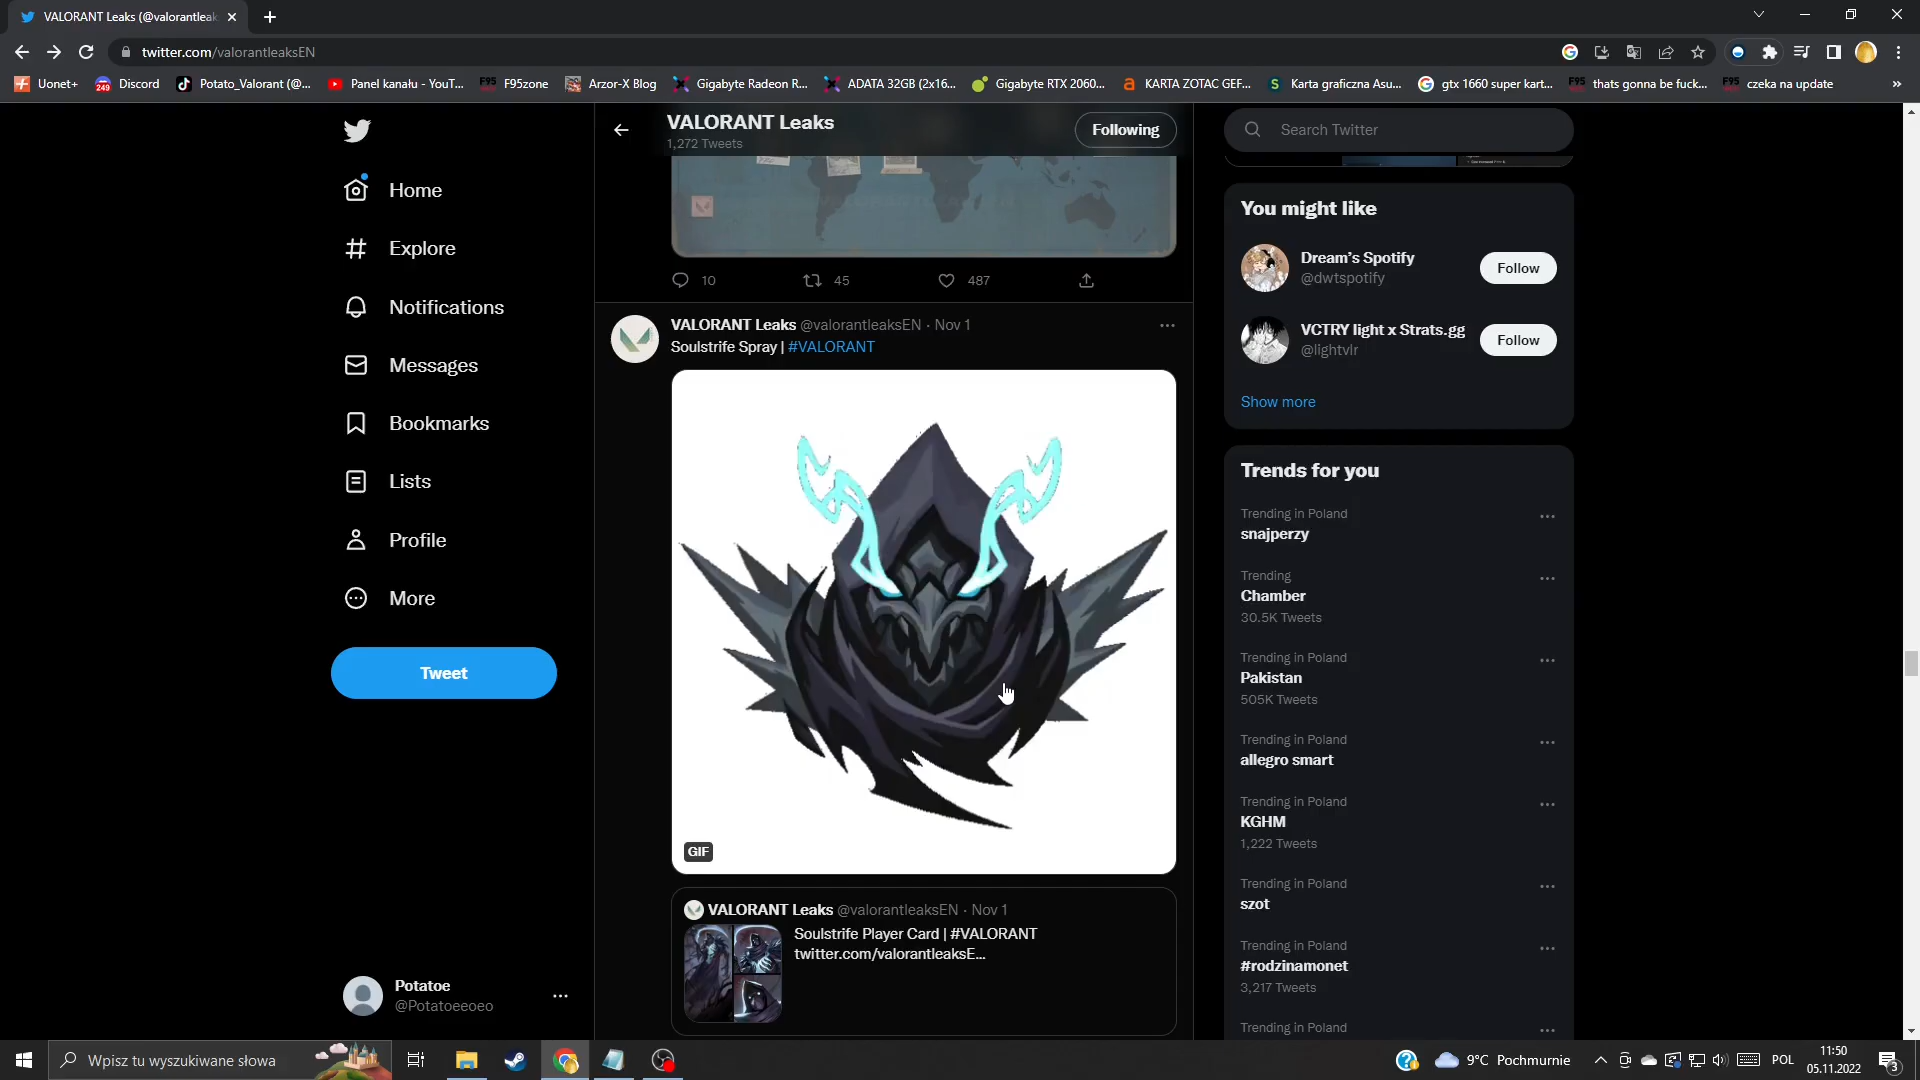 VALORANT Leaks (@valorantleak
twitter.com/valorantleaksEN
Uonet+
249
Discord
Potato_Valorant (@...
Panel kanału - YouT...
F95
F95zone
Arzor-X Blog
Gigabyte Radeon R...
ADATA 32GB (2x16...
Gigabyte RTX 2060...
KARTA ZOTAC GEF...
Karta graficzna Asu...
gtx 1660 super kart...
F95
thats gonna be fuck...
F95
czeka na update
»
Home
Explore
Notifications
Messages
Bookmarks
Lists
Profile
More
Tweet
Potatoe
@Potatoeeoeo
VALORANT Leaks
1,272 Tweets
Following
10
45
487
VALORANT Leaks @valorantleaksEN · Nov 1
Soulstrife Spray | #VALORANT
GIF
VALORANT Leaks @valorantleaksEN · Nov 1
Soulstrife Player Card | #VALORANT
twitter.com/valorantleaksE...
Search Twitter
You might like
Dream's Spotify
@dwtspotify
Follow
VCTRY light x Strats.gg
@lightvlr
Follow
Show more
Trends for you
Trending in Poland
snajperzy
Trending
Chamber
30.5K Tweets
Trending in Poland
Pakistan
505K Tweets
Trending in Poland
allegro smart
Trending in Poland
KGHM
1,222 Tweets
Trending in Poland
szot
Trending in Poland
#rodzinamonet
3,217 Tweets
Trending in Poland
Wpisz tu wyszukiwane słowa
9°C Pochmurnie
POL
11:50
05.11.2022
3